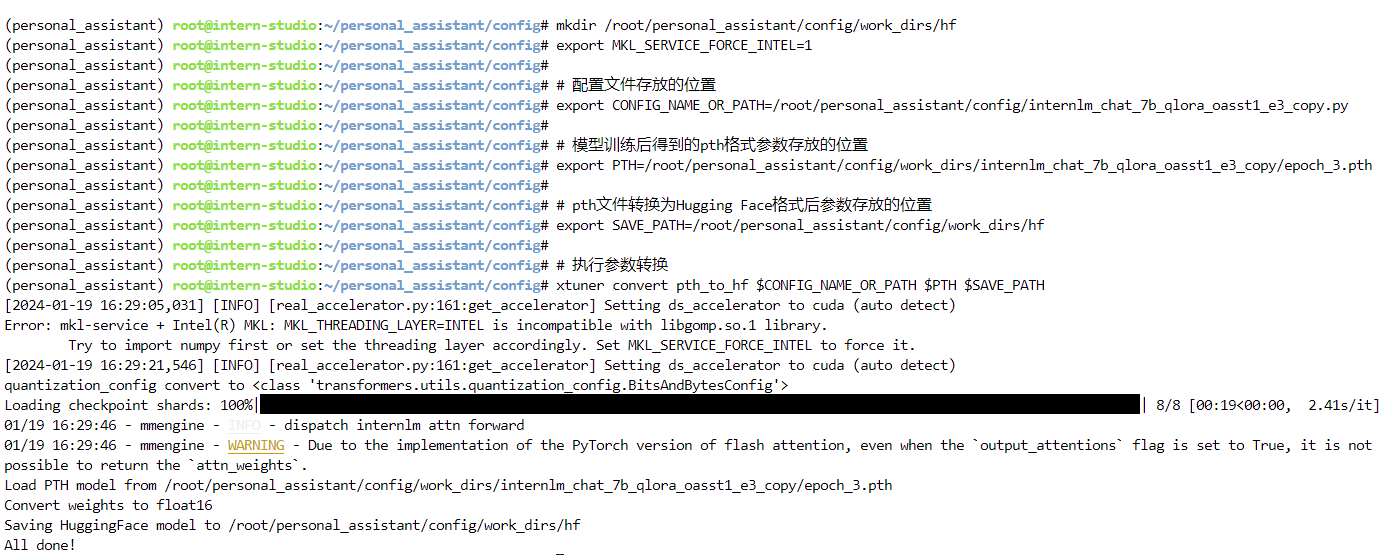 (personal_assistant) root@intern-studio:~/personal_assistant/config# mkdir /root/personal_assistant/config/work_dirs/hf
(personal_assistant) root@intern-studio:~/personal_assistant/config# export MKL_SERVICE_FORCE_INTEL=1
(personal_assistant) root@intern-studio:~/personal_assistant/config#
(personal_assistant) root@intern-studio:~/personal_assistant/config# # 配置文件存放的位置
(personal_assistant) root@intern-studio:~/personal_assistant/config# export CONFIG_NAME_OR_PATH=/root/personal_assistant/config/internlm_chat_7b_qlora_oasst1_e3_copy.py
(personal_assistant) root@intern-studio:~/personal_assistant/config#
(personal_assistant) root@intern-studio:~/personal_assistant/config# # 模型训练后得到的pth格式参数存放的位置
(personal_assistant) root@intern-studio:~/personal_assistant/config# export PTH=/root/personal_assistant/config/work_dirs/internlm_chat_7b_qlora_oasst1_e3_copy/epoch_3.pth
(personal_assistant) root@intern-studio:~/personal_assistant/config#
(personal_assistant) root@intern-studio:~/personal_assistant/config# # pth文件转换为Hugging Face格式后参数存放的位置
(personal_assistant) root@intern-studio:~/personal_assistant/config# export SAVE_PATH=/root/personal_assistant/config/work_dirs/hf
(personal_assistant) root@intern-studio:~/personal_assistant/config#
(personal_assistant) root@intern-studio:~/personal_assistant/config# # 执行参数转换
(personal_assistant) root@intern-studio:~/personal_assistant/config# xtuner convert pth_to_hf $CONFIG_NAME_OR_PATH $PTH $SAVE_PATH
[2024-01-19 16:29:05,031] [INFO] [real_accelerator.py:161:get_accelerator] Setting ds_accelerator to cuda (auto detect)
Error: mkl-service + Intel(R) MKL: MKL_THREADING_LAYER=INTEL is incompatible with libgomp.so.1 library.
        Try to import numpy first or set the threading layer accordingly. Set MKL_SERVICE_FORCE_INTEL to force it.
[2024-01-19 16:29:21,546] [INFO] [real_accelerator.py:161:get_accelerator] Setting ds_accelerator to cuda (auto detect)
quantization_config convert to <class 'transformers.utils.quantization_config.BitsAndBytesConfig'>
Loading checkpoint shards: 100%|██████████| 8/8 [00:19<00:00,  2.41s/it]
01/19 16:29:46 - mmengine - INFO - dispatch internlm attn forward
01/19 16:29:46 - mmengine - WARNING - Due to the implementation of the PyTorch version of flash attention, even when the `output_attentions` flag is set to True, it is not
possible to return the `attn_weights`.
Load PTH model from /root/personal_assistant/config/work_dirs/internlm_chat_7b_qlora_oasst1_e3_copy/epoch_3.pth
Convert weights to float16
Saving HuggingFace model to /root/personal_assistant/config/work_dirs/hf
All done!